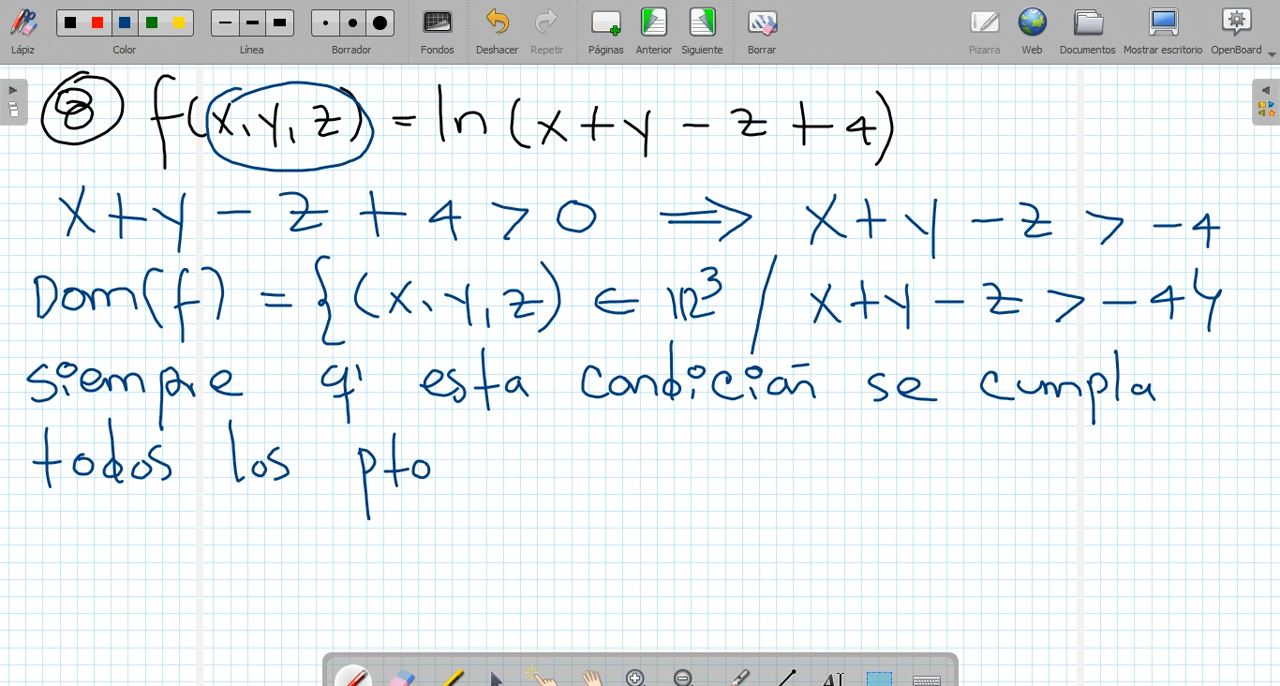 Lápiz Color Línea Borrador Fondos Deshacer Repetir Páginas Anterior Siguiente Borrar Pizarra Web Documentos Mostrar escritorio OpenBoard
⑧ f(x,y,z) = ln(x+y-z+4)
x+y-z+4>0 ⟹ x+y-z>-4
Dom(f) = {(x,y,z) ∈ IR³ / x+y-z>-4}
siempre q' esta condición se cumpla
todos los pto